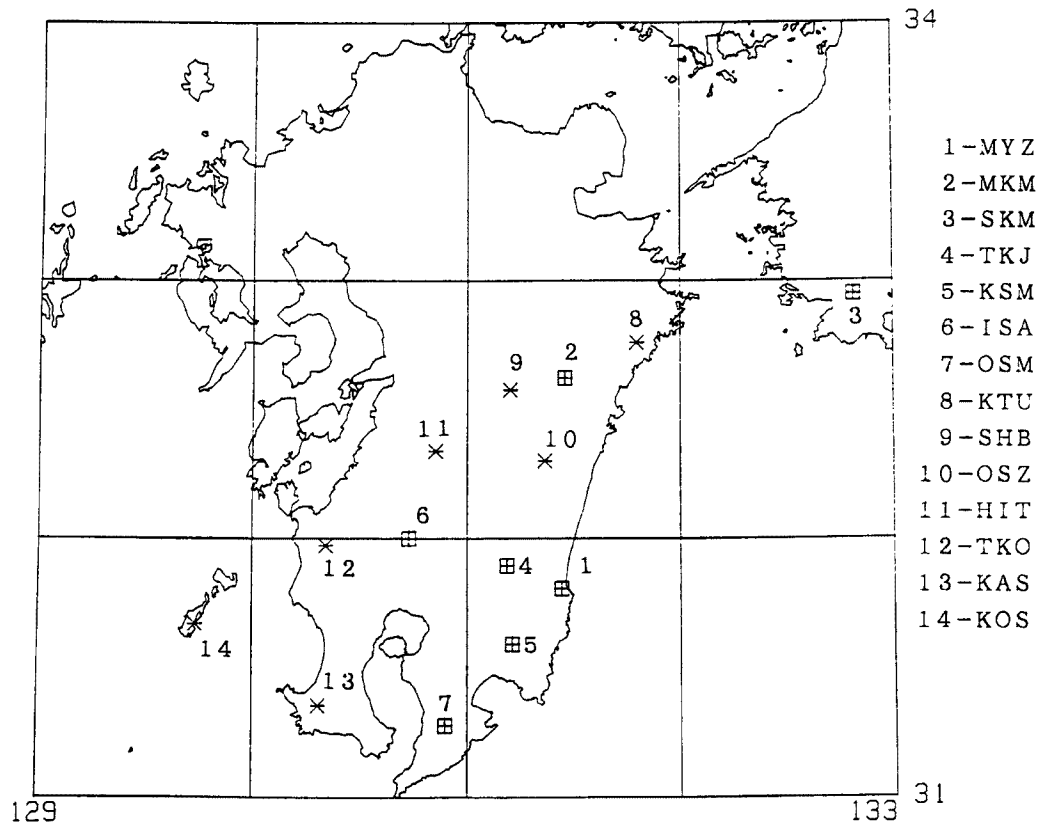 34
1-MYZ
2-MKM
3-SKM
4-TKJ
5-KSM
6-ISA
7-OSM
8-KTU
9-SHB
10-OSZ
11-HIT
12-TKO
13-KAS
14-KOS
3
8
2
9
11
10
6
12
4
1
14
5
13
7
31
129
133